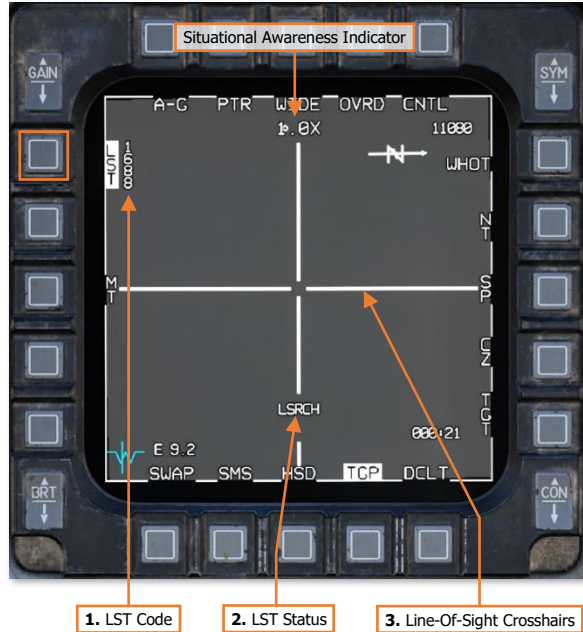 Situational Awareness Indicator
GAIN
SYM
A-G PTR WIDE OVRD CNTL
1.0X
11080
LST
1688
N
WHOT
NT
MT
SP
CZ
TGT
LSRCH
000:21
E 9.2
SWAP SMS HSD TGP DCLT
BRT
CON
1. LST Code
2. LST Status
3. Line-Of-Sight Crosshairs